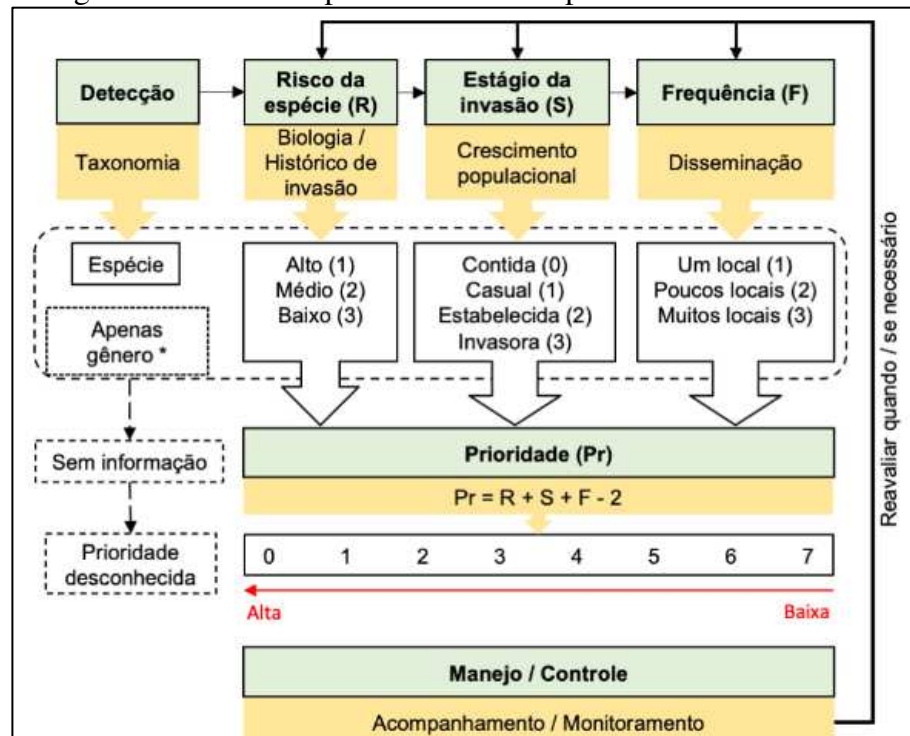 Detecção
Risco da
espécie (R)
Estágio da
invasão (S)
Frequência (F)
Taxonomia
Biologia /
Histórico de
invasão
Crescimento
populacional
Disseminação
Espécie
Apenas
gênero *
Alto (1)
Médio (2)
Baixo (3)
Contida (0)
Casual (1)
Estabelecida (2)
Invasora (3)
Um local (1)
Poucos locais (2)
Muitos locais (3)
Reavaliar quando / se necessário
Sem informação
Prioridade
desconhecida
Prioridade (Pr)
Pr = R + S + F - 2
0 1 2 3 4 5 6 7
Alta Baixa
Manejo / Controle
Acompanhamento / Monitoramento